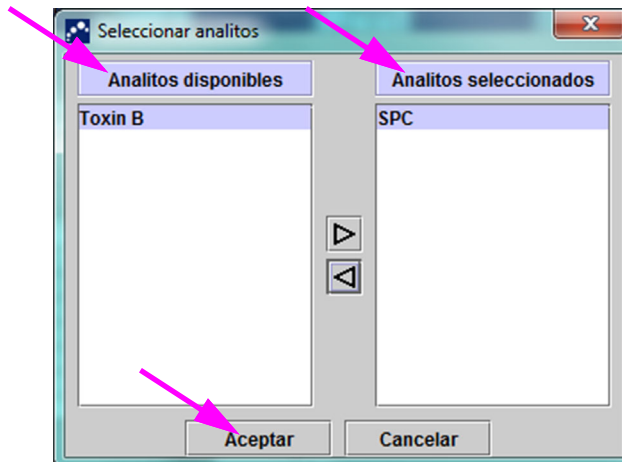 Seleccionar analitos
Analitos disponibles
Analitos seleccionados
Toxin B
SPC
Aceptar
Cancelar